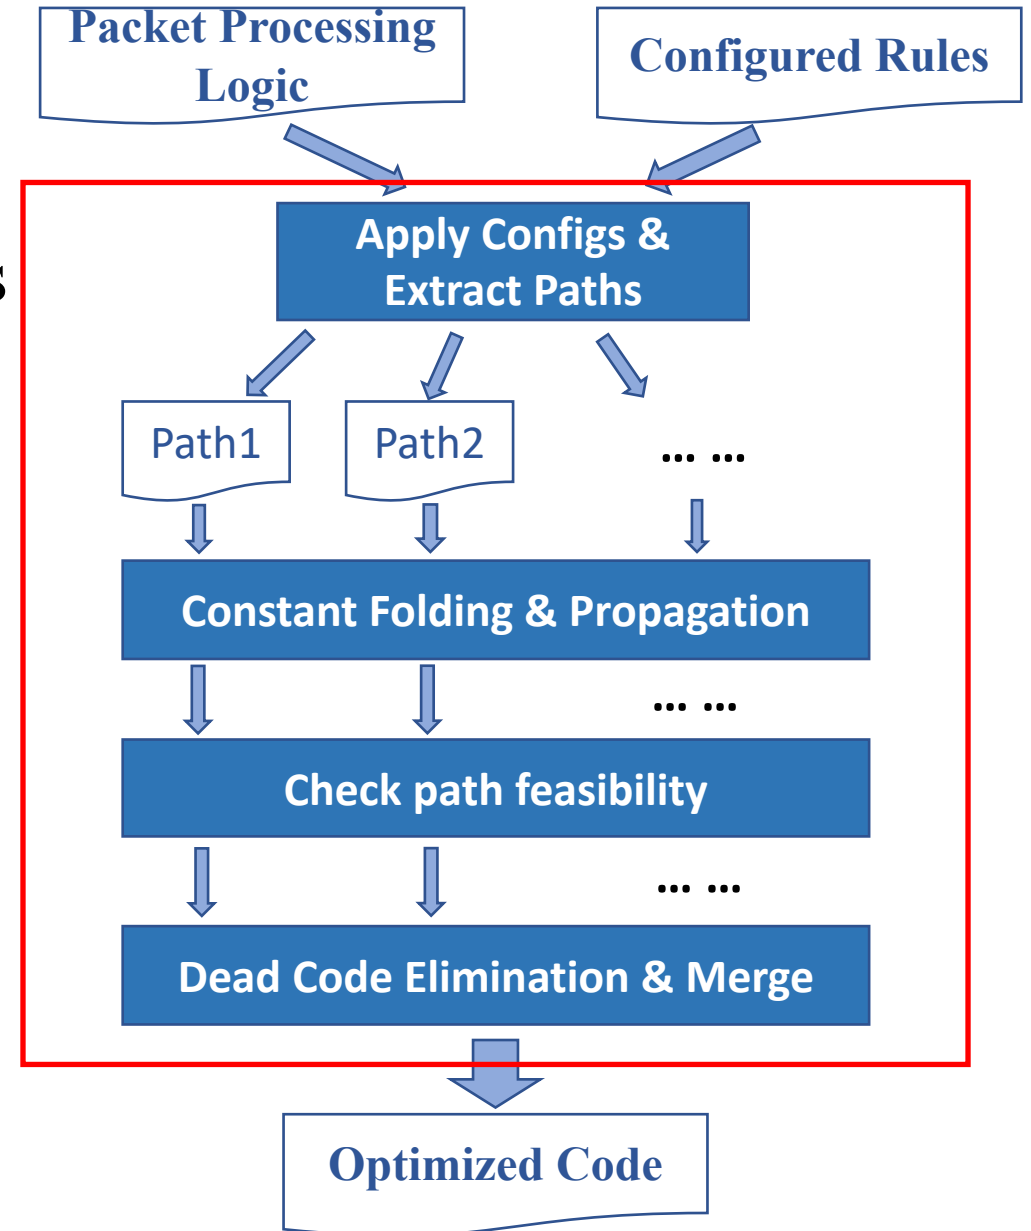 Packet Processing
Logic
Configured Rules
Apply Configs &
Extract Paths
s
Path1
Path2
... ...
Constant Folding & Propagation
... ...
Check path feasibility
... ...
Dead Code Elimination & Merge
Optimized Code